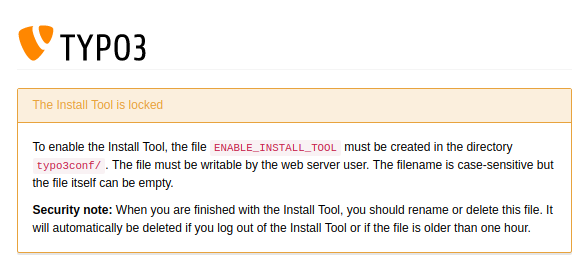 TYPO3
The Install Tool is locked
To enable the Install Tool, the file ENABLE_INSTALL_TOOL must be created in the directory
typo3conf/. The file must be writable by the web server user. The filename is case-sensitive but
the file itself can be empty.
Security note: When you are finished with the Install Tool, you should rename or delete this file. It
will automatically be deleted if you log out of the Install Tool or if the file is older than one hour.